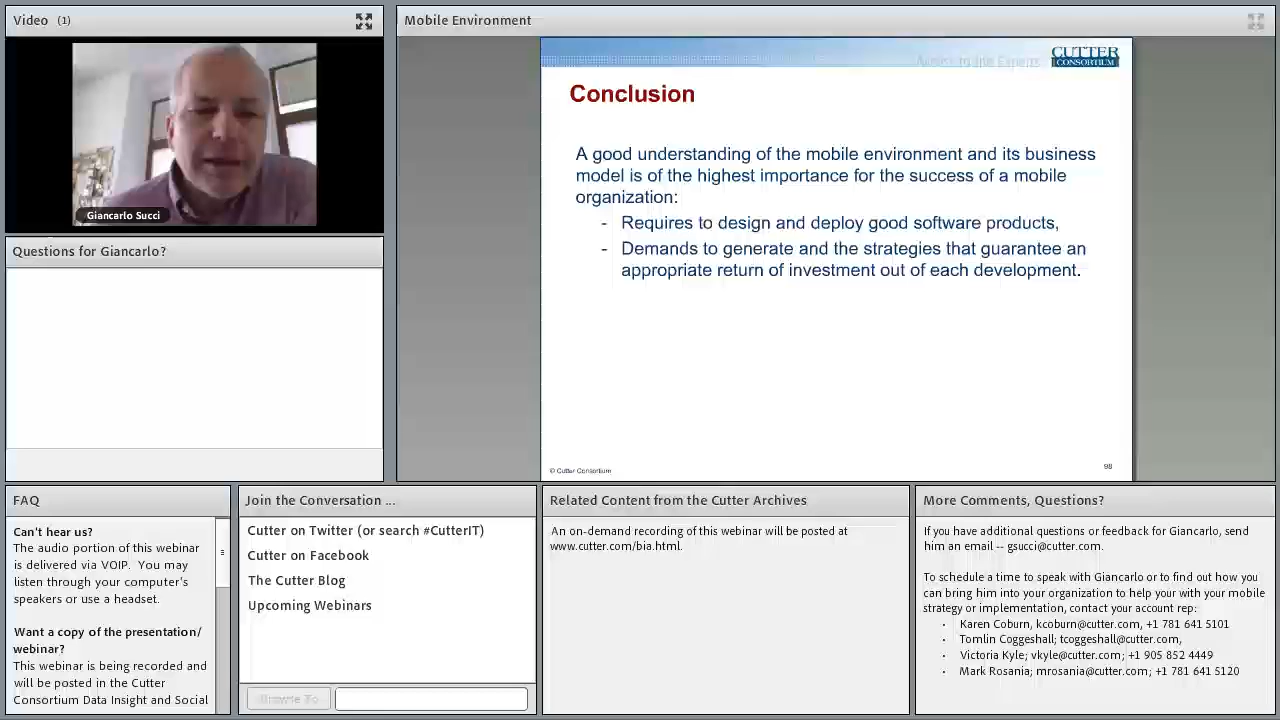 Video (1)
Giancarlo Succi
Questions for Giancarlo?
Mobile Environment
Access to the Experts
CUTTER
CONSORTIUM
Conclusion
A good understanding of the mobile environment and its business
model is of the highest importance for the success of a mobile
organization:
- Requires to design and deploy good software products,
- Demands to generate and the strategies that guarantee an
appropriate return of investment out of each development.
© Cutter Consortium
98
FAQ
Can't hear us?
The audio portion of this webinar
is delivered via VOIP. You may
listen through your computer's
speakers or use a headset.
Want a copy of the presentation/
webinar?
This webinar is being recorded and
will be posted in the Cutter
Consortium Data Insight and Social
Join the Conversation ...
Cutter on Twitter (or search #CutterIT)
Cutter on Facebook
The Cutter Blog
Upcoming Webinars
Browse To
Related Content from the Cutter Archives
An on-demand recording of this webinar will be posted at
www.cutter.com/bia.html.
More Comments, Questions?
If you have additional questions or feedback for Giancarlo, send
him an email -- gsucci@cutter.com.
To schedule a time to speak with Giancarlo or to find out how you
can bring him into your organization to help your with your mobile
strategy or implementation, contact your account rep:
• Karen Coburn, kcoburn@cutter.com, +1 781 641 5101
• Tomlin Coggeshall; tcoggeshall@cutter.com,
• Victoria Kyle; vkyle@cutter.com; +1 905 852 4449
• Mark Rosania; mrosania@cutter.com; +1 781 641 5120